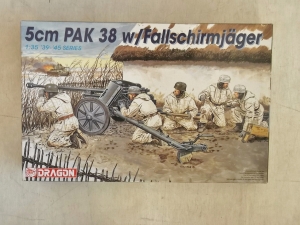 5cm PAK 38 w/Fallschirmjäger
1:35 '39-'45 SERIES
DRAGON